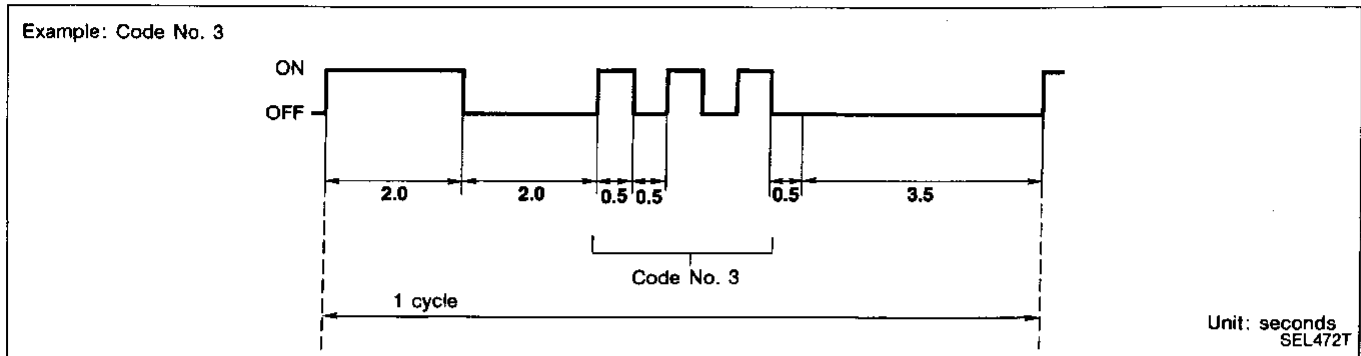 Example: Code No. 3
ON
OFF
2.0 2.0 0.5 0.5 0.5 3.5
Code No. 3
1 cycle
Unit: seconds
SEL472T